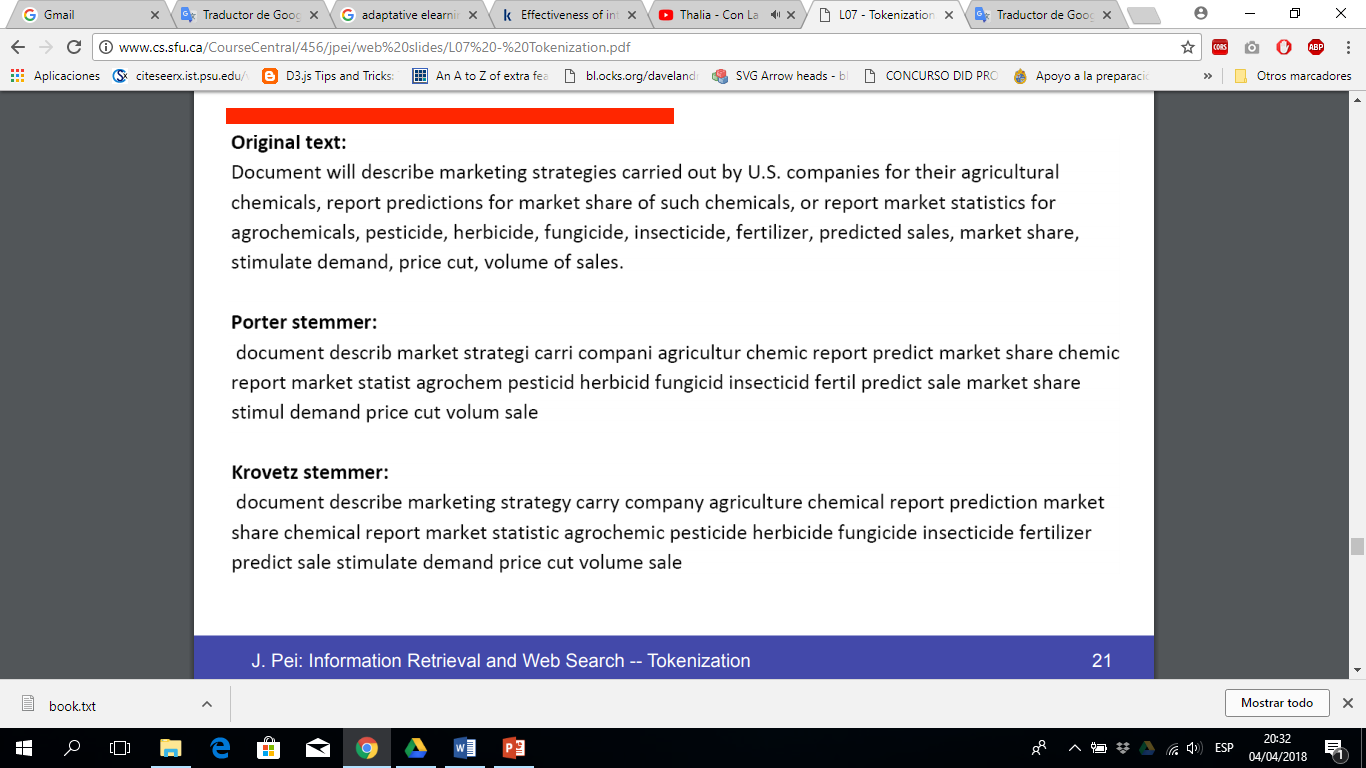 Gmail
Traductor de Goog
adaptative elearnin
Effectiveness of int
Thalia - Con La
L07 - Tokenization
Traductor de Goog
www.cs.sfu.ca/CourseCentral/456/jpei/web%20slides/L07%20-%20Tokenization.pdf
CORS
ABP
Aplicaciones
citeseerx.ist.psu.edu/
D3.js Tips and Tricks:
An A to Z of extra fea
bl.ocks.org/daveland
SVG Arrow heads - bl
CONCURSO DID PRO
Apoyo a la preparació
»
Otros marcadores
Original text:
Document will describe marketing strategies carried out by U.S. companies for their agricultural
chemicals, report predictions for market share of such chemicals, or report market statistics for
agrochemicals, pesticide, herbicide, fungicide, insecticide, fertilizer, predicted sales, market share,
stimulate demand, price cut, volume of sales.
Porter stemmer:
document describ market strategi carri compani agricultur chemic report predict market share chemic
report market statist agrochem pesticid herbicid fungicid insecticid fertil predict sale market share
stimul demand price cut volum sale
Krovetz stemmer:
document describe marketing strategy carry company agriculture chemical report prediction market
share chemical report market statistic agrochemic pesticide herbicide fungicide insecticide fertilizer
predict sale stimulate demand price cut volume sale
J. Pei: Information Retrieval and Web Search -- Tokenization
21
book.txt
Mostrar todo
ESP
20:32
04/04/2018
1